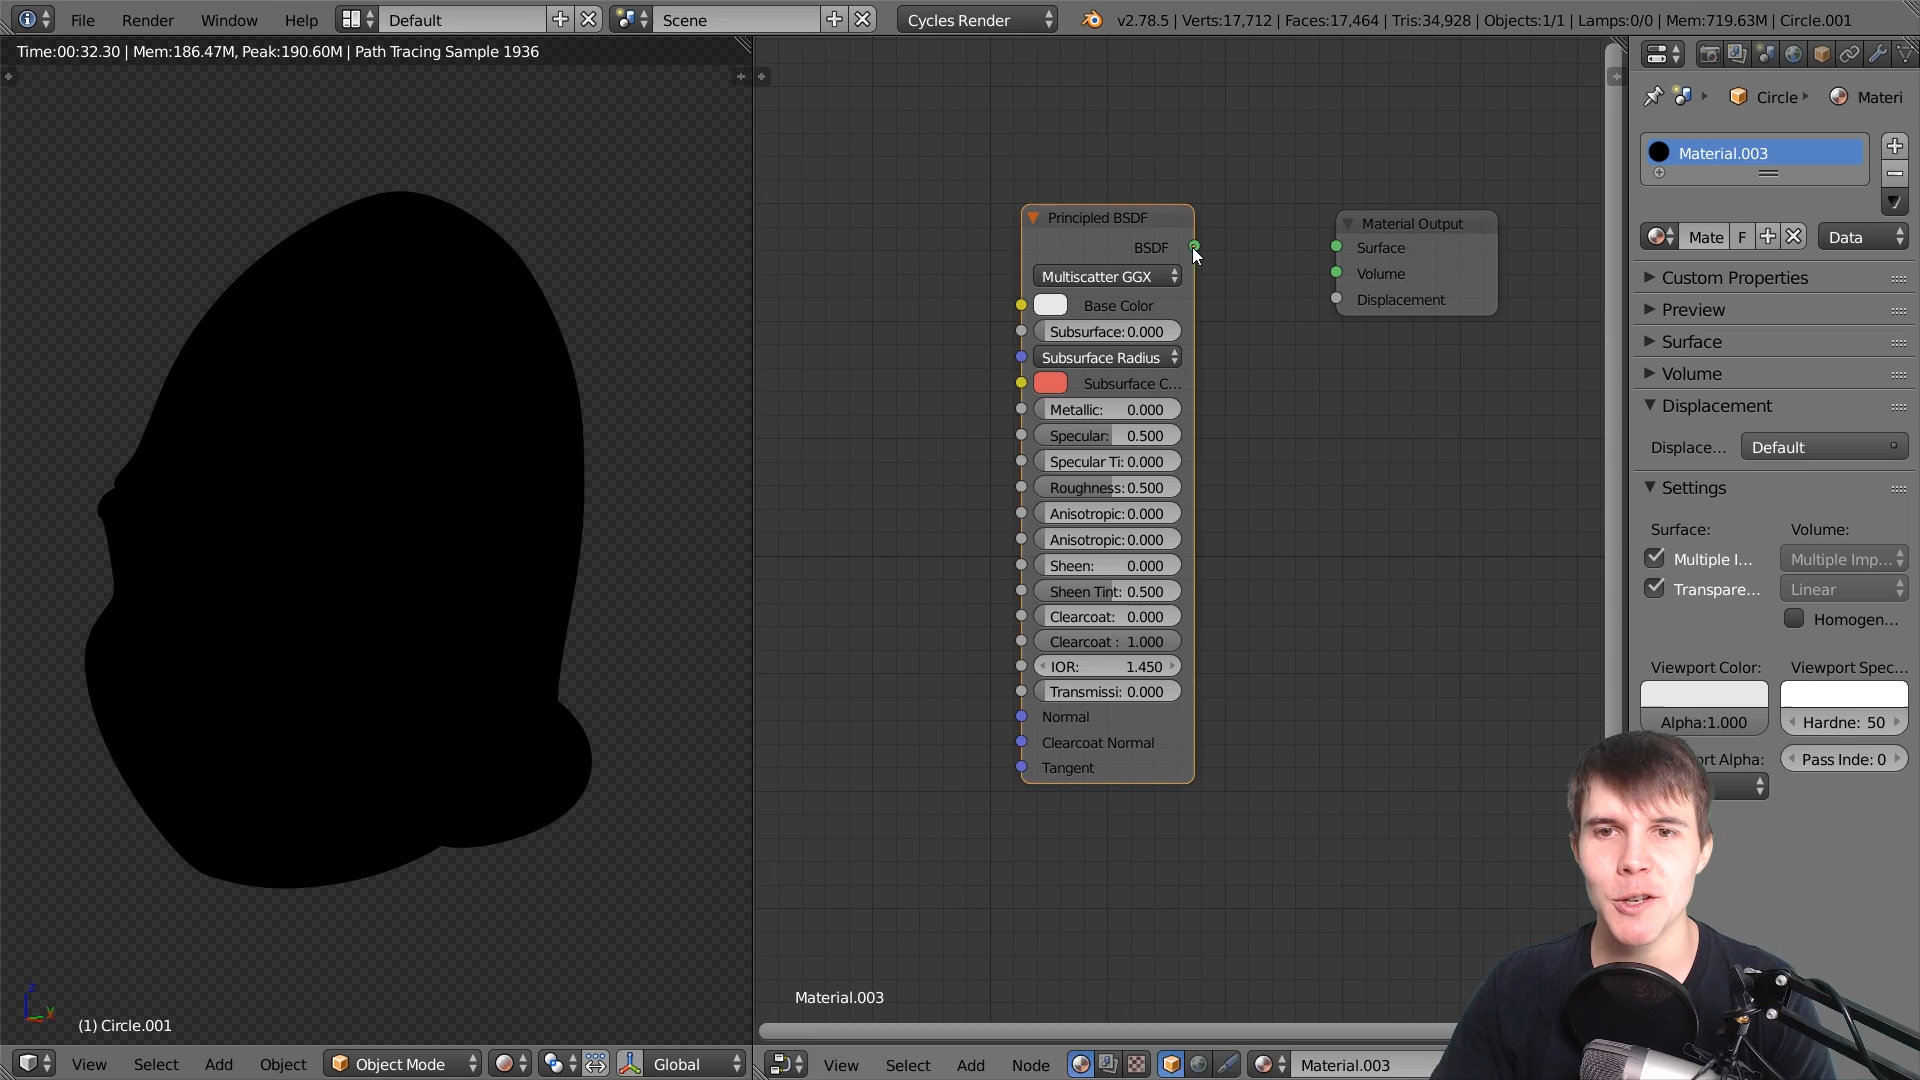 File Render Window Help Default Scene Cycles Render v2.78.5 | Verts:17,712 | Faces:17,464 | Tris:34,928 | Objects:1/1 | Lamps:0/0 | Mem:719.63M | Circle.001
Time:00:32.30 | Mem:186.47M, Peak:190.60M | Path Tracing Sample 1936
Circle Materi
Material.003
Mate F Data
Custom Properties
Preview
Surface
Volume
Displacement
Displace... Default
Settings
Surface: Volume:
Multiple I... Multiple Imp...
Transpare... Linear
Homogen...
Viewport Color: Viewport Spec...
Alpha:1.000 Hardne: 50
ort Alpha: Pass Inde: 0
Principled BSDF
BSDF
Multiscatter GGX
Base Color
Subsurface: 0.000
Subsurface Radius
Subsurface C...
Metallic: 0.000
Specular: 0.500
Specular Ti: 0.000
Roughness: 0.500
Anisotropic: 0.000
Anisotropic: 0.000
Sheen: 0.000
Sheen Tint: 0.500
Clearcoat: 0.000
Clearcoat : 1.000
IOR: 1.450
Transmissi: 0.000
Normal
Clearcoat Normal
Tangent
Material Output
Surface
Volume
Displacement
Material.003
(1) Circle.001
View Select Add Object Object Mode Global
View Select Add Node Material.003